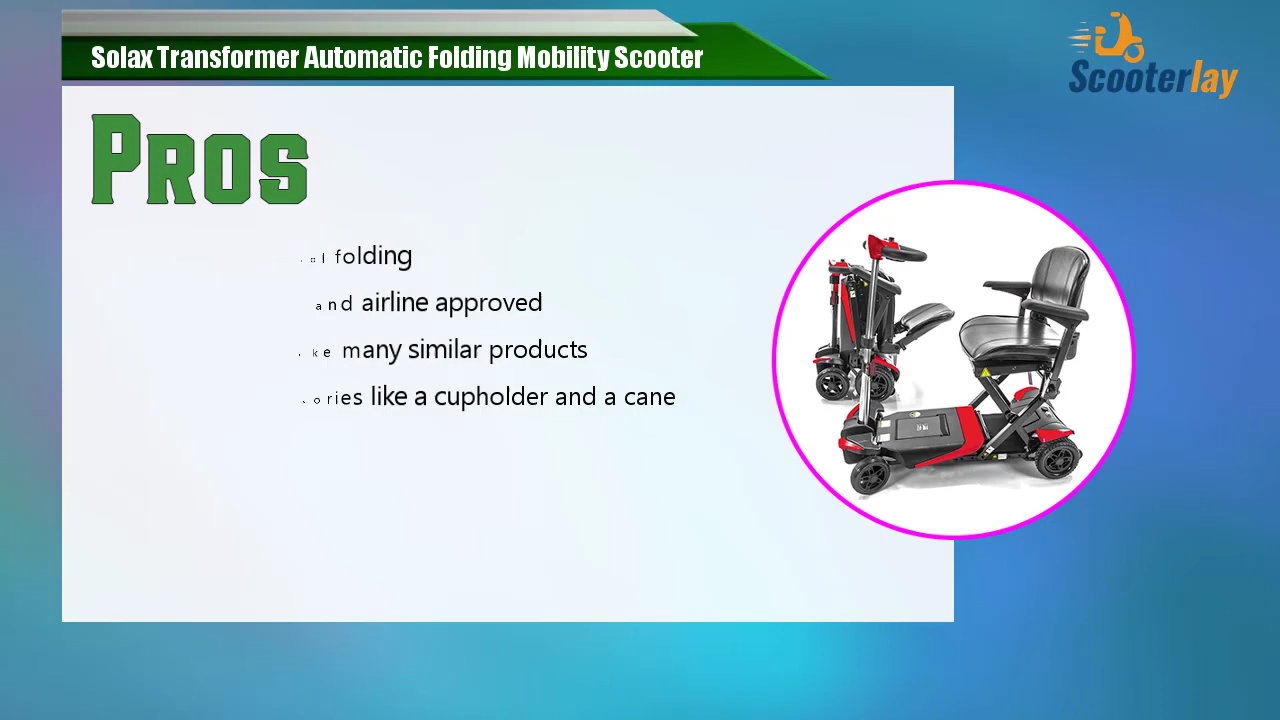 Solax Transformer Automatic Folding Mobility Scooter
Scooterlay
Pros
folding
and airline approved
many similar products
like a cupholder and a cane